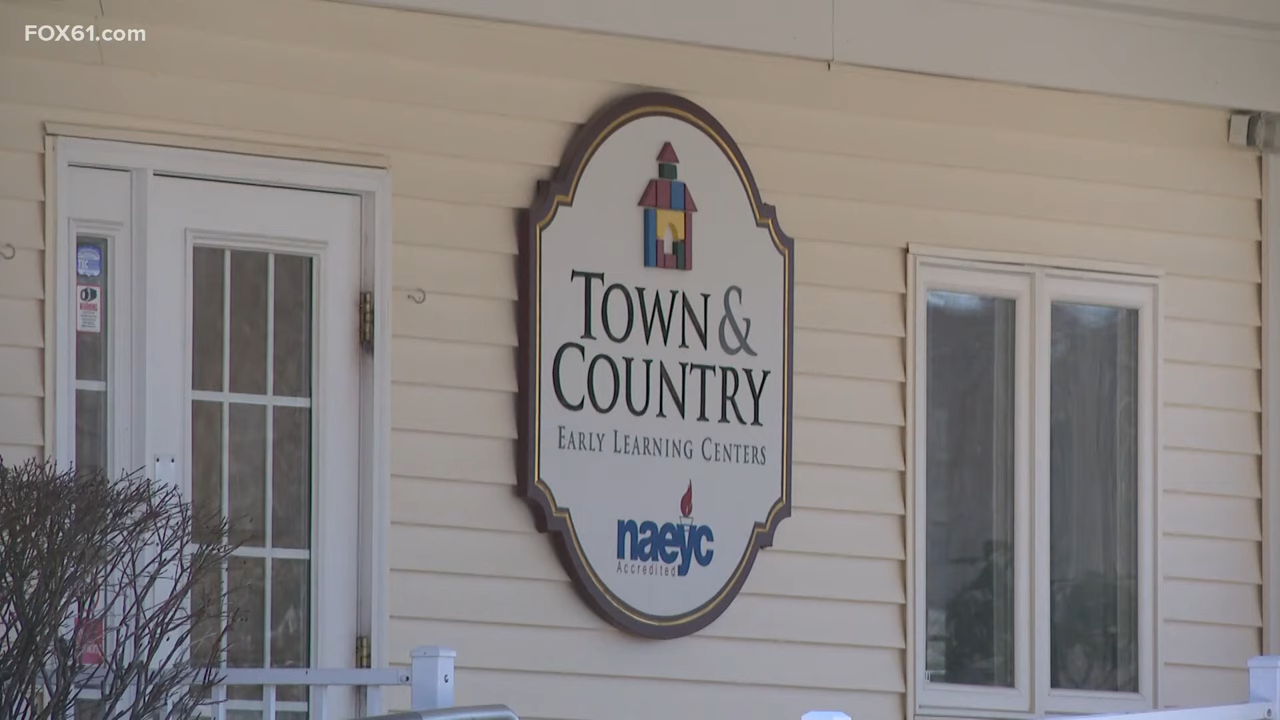 FOX61.com
TOWN &
COUNTRY
EARLY LEARNING CENTERS
naeyc
Accredited